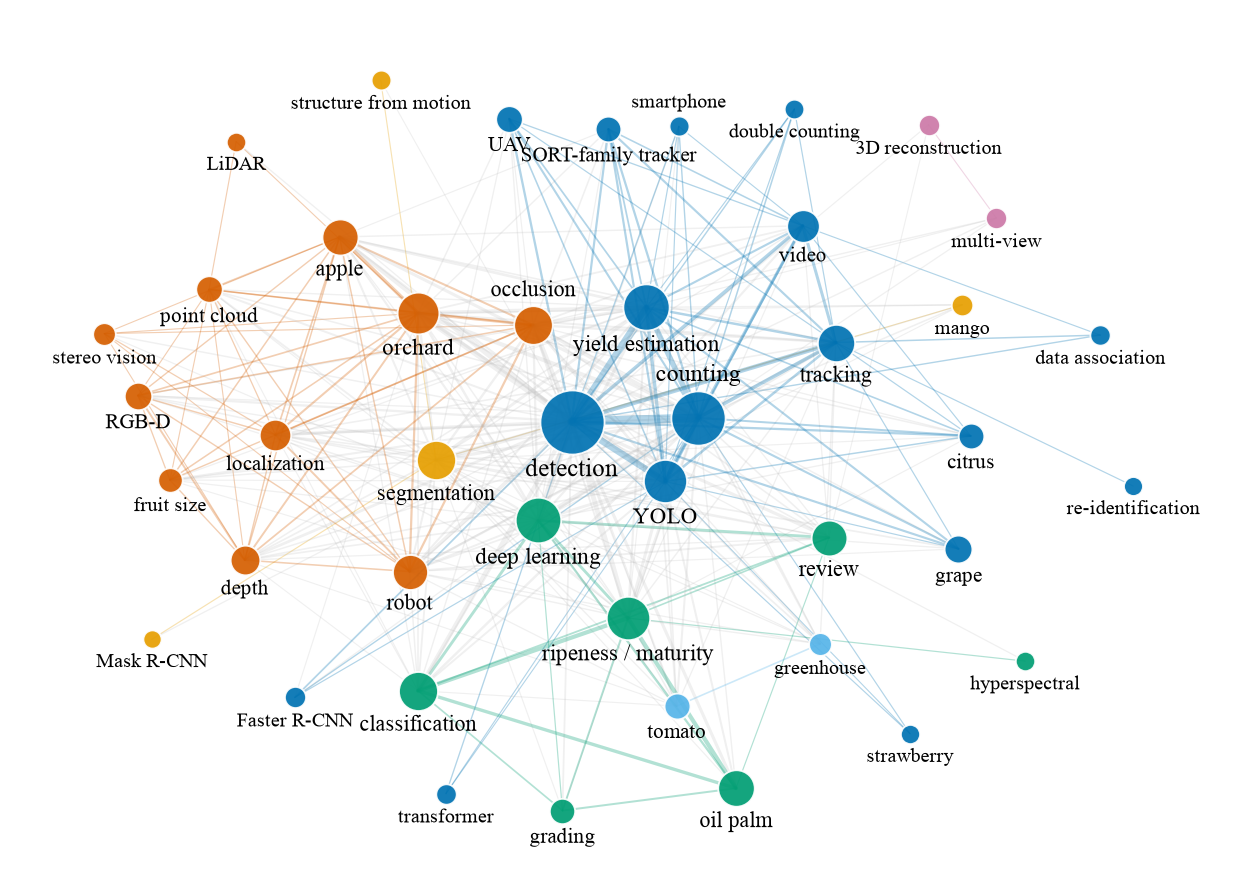 structure from motion
smartphone
double counting
UAV
SORT-family tracker
3D reconstruction
LiDAR
multi-view
video
apple
occlusion
point cloud
mango
orchard
yield estimation
stereo vision
data association
counting
tracking
RGB-D
localization
detection
citrus
segmentation
fruit size
re-identification
YOLO
deep learning
review
grape
depth
robot
ripeness / maturity
Mask R-CNN
greenhouse
hyperspectral
Faster R-CNN
classification
tomato
strawberry
transformer
oil palm
grading